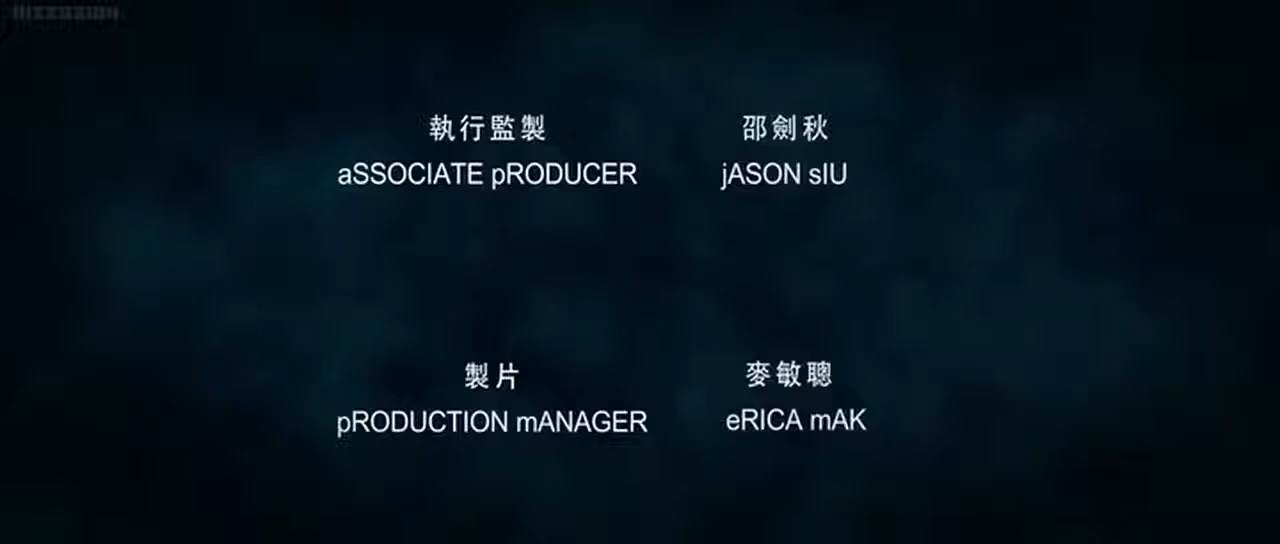 執行監製 邵劍秋
aSSOCIATE pRODUCER jASON sIU
製片 麥敏聰
pRODUCTION mANAGER eRICA mAK